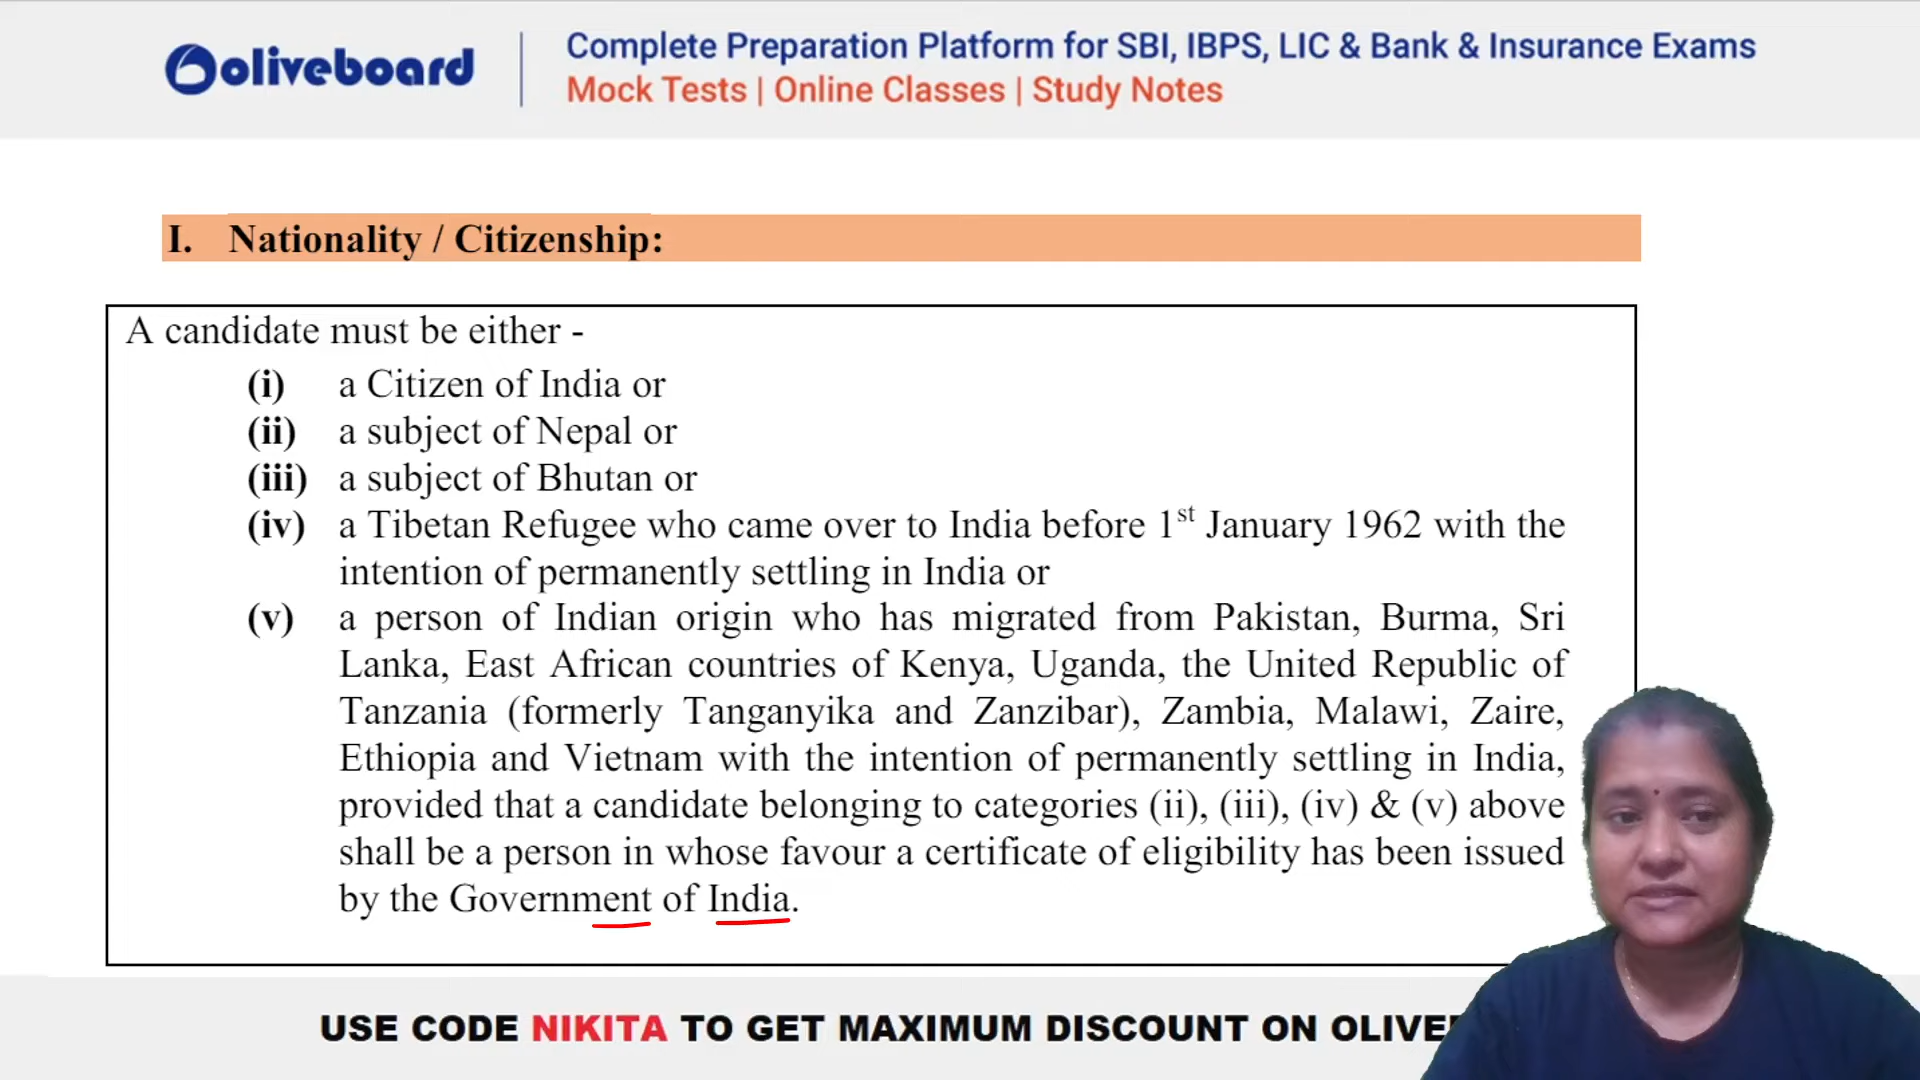 oliveboard
Complete Preparation Platform for SBI, IBPS, LIC & Bank & Insurance Exams
Mock Tests | Online Classes | Study Notes
I. Nationality / Citizenship:
A candidate must be either -
(i) a Citizen of India or
(ii) a subject of Nepal or
(iii) a subject of Bhutan or
(iv) a Tibetan Refugee who came over to India before 1st January 1962 with the
intention of permanently settling in India or
(v) a person of Indian origin who has migrated from Pakistan, Burma, Sri
Lanka, East African countries of Kenya, Uganda, the United Republic of
Tanzania (formerly Tanganyika and Zanzibar), Zambia, Malawi, Zaire,
Ethiopia and Vietnam with the intention of permanently settling in India,
provided that a candidate belonging to categories (ii), (iii), (iv) & (v) above
shall be a person in whose favour a certificate of eligibility has been issued
by the Government of India.
USE CODE NIKITA TO GET MAXIMUM DISCOUNT ON